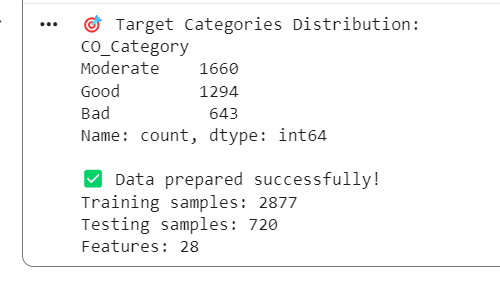 ••• 🎯 Target Categories Distribution:
CO_Category
Moderate    1660
Good        1294
Bad          643
Name: count, dtype: int64

✅ Data prepared successfully!
Training samples: 2877
Testing samples: 720
Features: 28